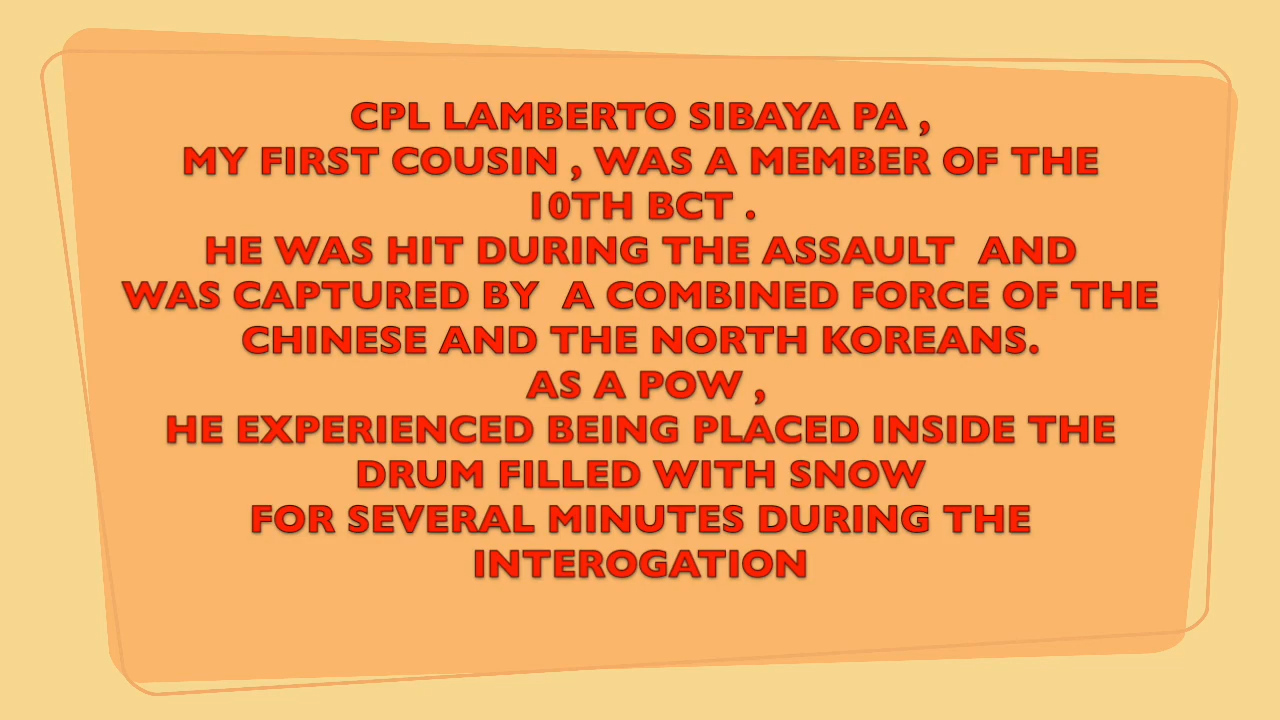 CPL LAMBERTO SIBAYA PA ,
MY FIRST COUSIN , WAS A MEMBER OF THE
10TH BCT .
HE WAS HIT DURING THE ASSAULT  AND
WAS CAPTURED BY  A COMBINED FORCE OF THE
CHINESE AND THE NORTH KOREANS.
AS A POW ,
HE EXPERIENCED BEING PLACED INSIDE THE
DRUM FILLED WITH SNOW
FOR SEVERAL MINUTES DURING THE
INTEROGATION